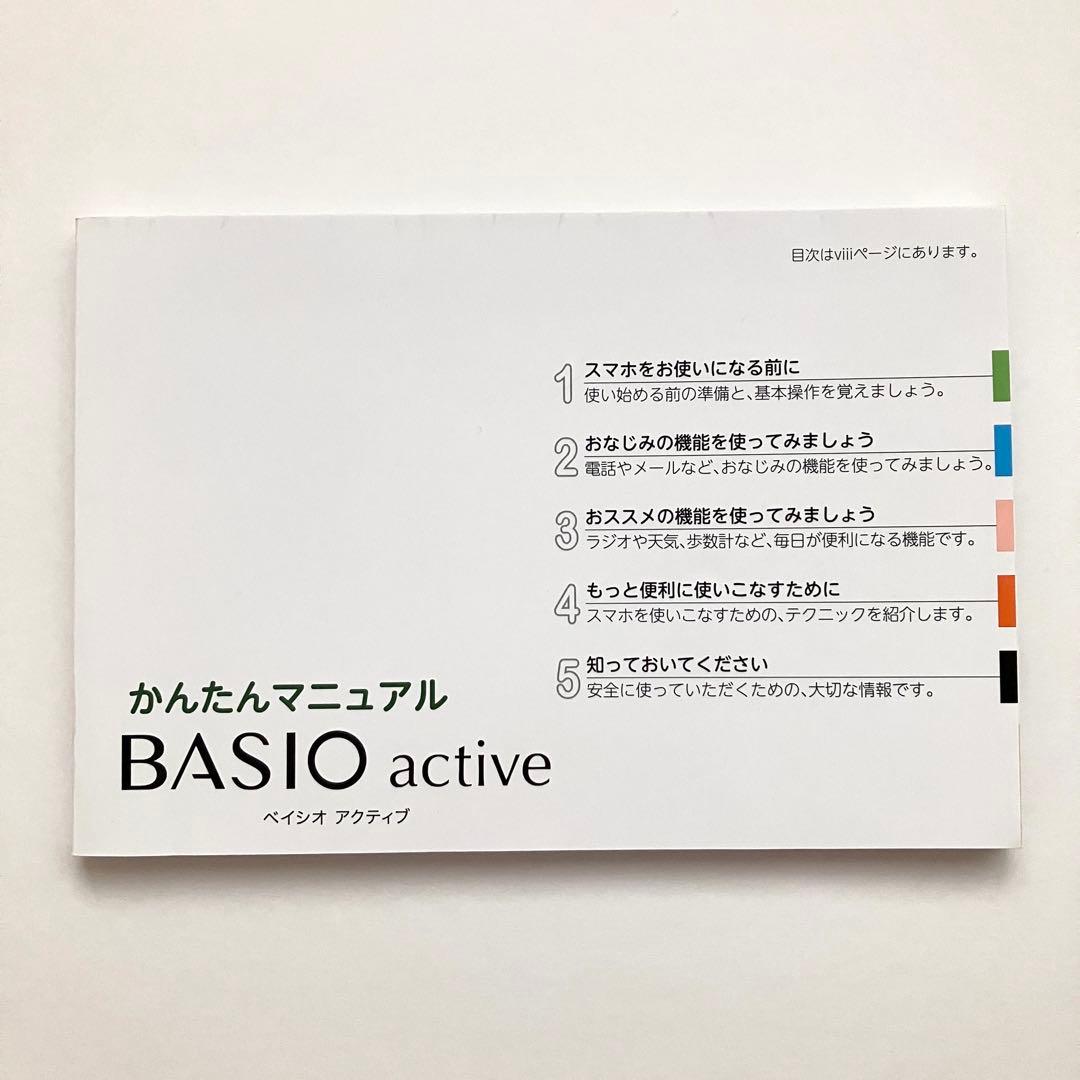 目次はviiiページにあります。
1 スマホをお使いになる前に
使い始める前の準備と、基本操作を覚えましょう。
2 おなじみの機能を使ってみましょう
電話やメールなど、おなじみの機能を使ってみましょう。
3 おススメの機能を使ってみましょう
ラジオや天気、歩数計など、毎日が便利になる機能です。
4 もっと便利に使いこなすために
スマホを使いこなすための、テクニックを紹介します。
5 知っておいてください
安全に使っていただくための、大切な情報です。
かんたんマニュアル
BASIO active
ベイシオ アクティブ